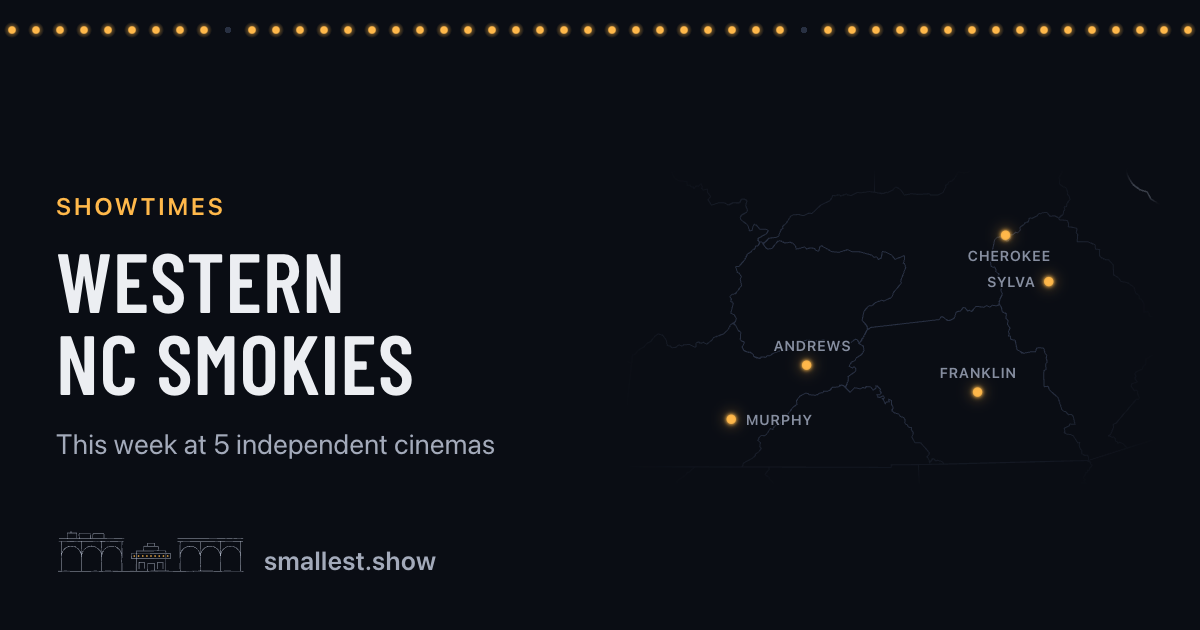 SHOWTIMES
WESTERN
NC SMOKIES
This week at 5 independent cinemas
smallest.show
CHEROKEE
SYLVA
ANDREWS
FRANKLIN
MURPHY